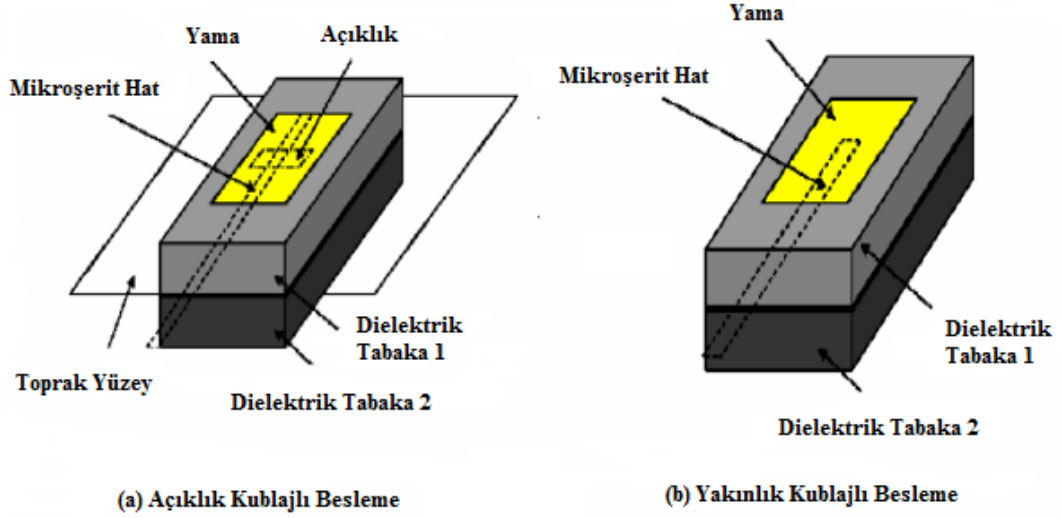 Yama
Açıklık
Mikroşerit Hat
Dielektrik
Tabaka 1
Toprak Yüzey
Dielektrik Tabaka 2
(a) Açıklık Kublajlı Besleme
Yama
Mikroşerit Hat
Dielektrik
Tabaka 1
Dielektrik Tabaka 2
(b) Yakınlık Kublajlı Besleme